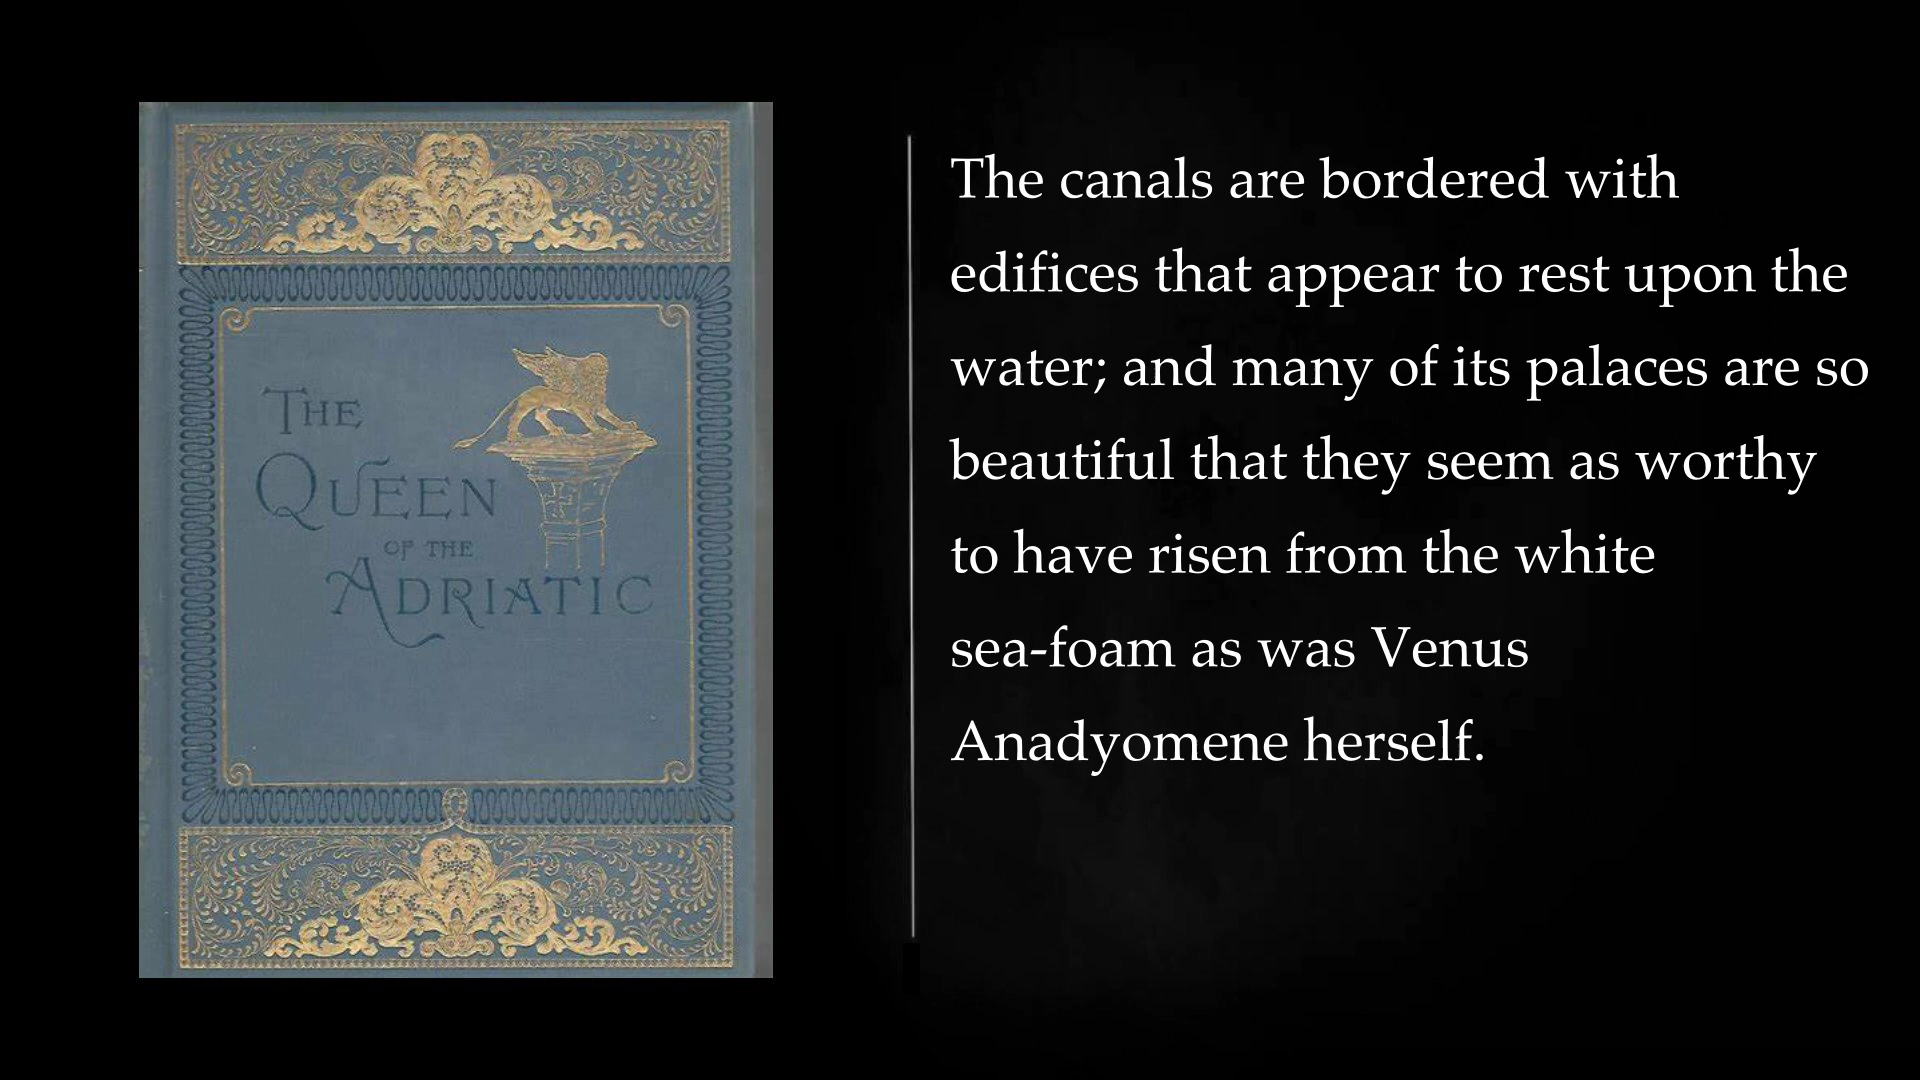 THE
QUEEN
OF THE
ADRIATIC
The canals are bordered with
edifices that appear to rest upon the
water; and many of its palaces are so
beautiful that they seem as worthy
to have risen from the white
sea-foam as was Venus
Anadyomene herself.